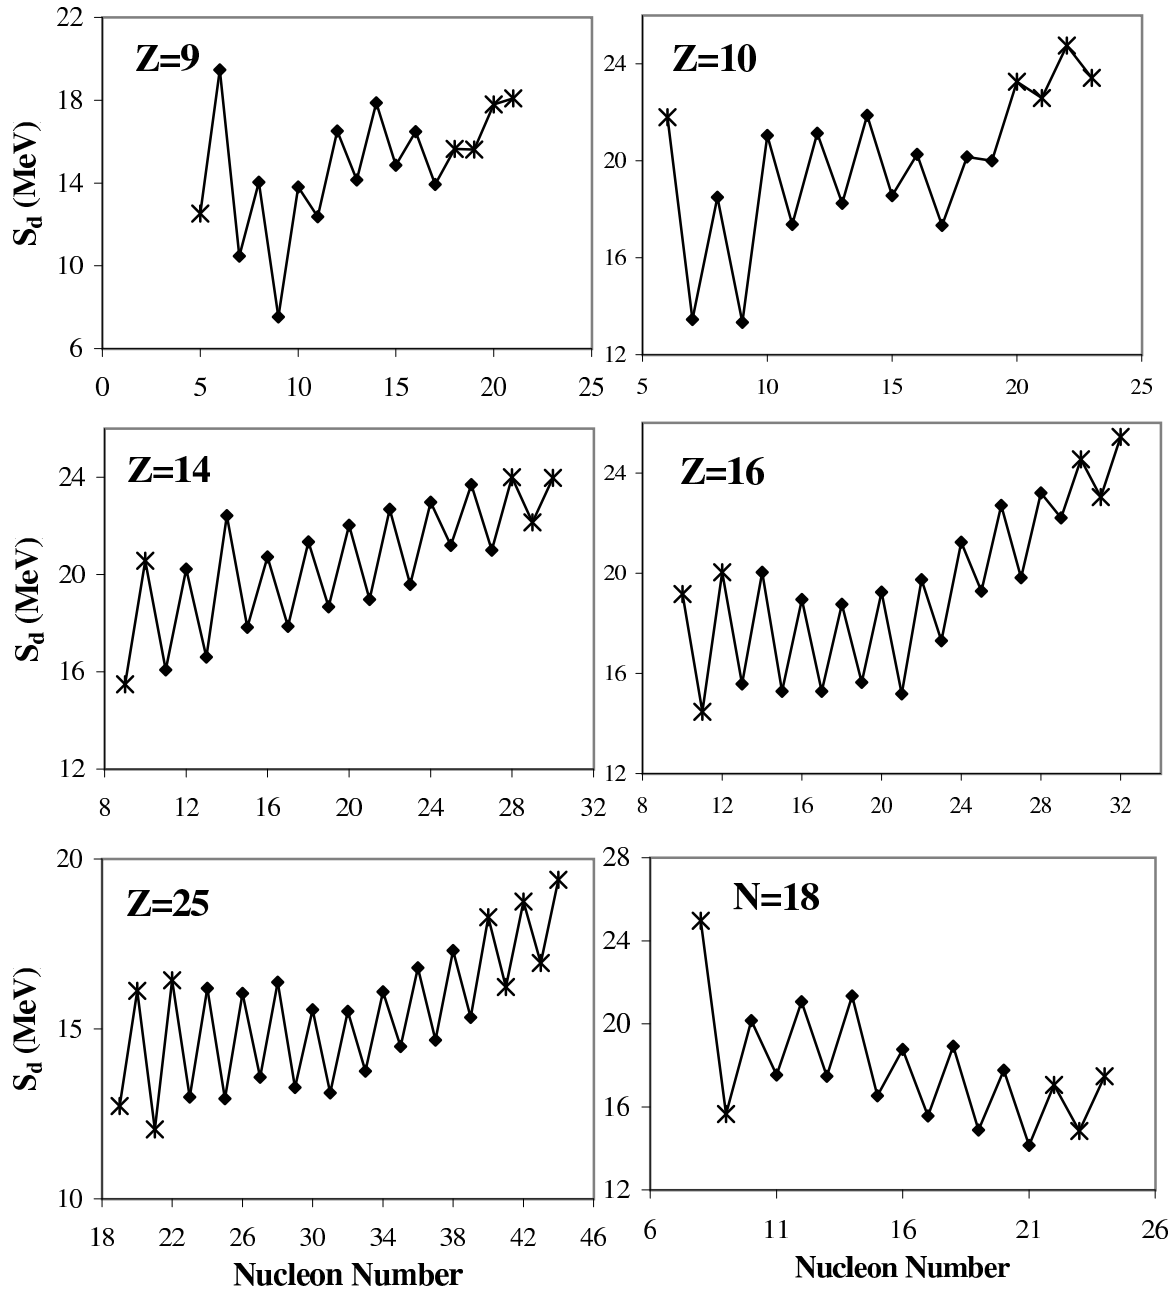 Z=9
S_d (MeV)
22
18
14
10
6
0 5 10 15 20 25
Z=10
24
20
16
12
5 10 15 20 25
Z=14
S_d (MeV)
24
20
16
12
8 12 16 20 24 28 32
Z=16
24
20
16
12
8 12 16 20 24 28 32
Z=25
S_d (MeV)
20
15
10
18 22 26 30 34 38 42 46
Nucleon Number
N=18
28
24
20
16
12
6 11 16 21 26
Nucleon Number